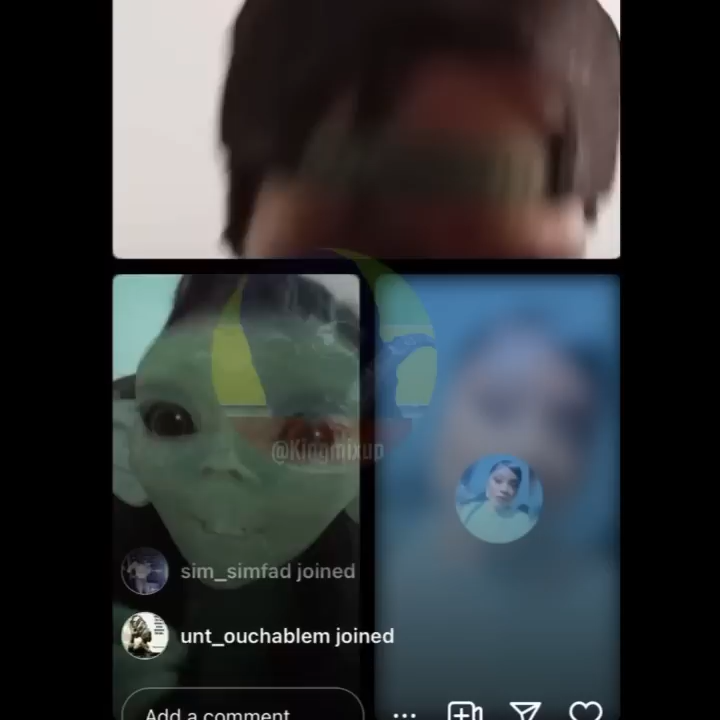 @Kingmixup
sim_simfad joined
unt_ouchablem joined
Add a comment